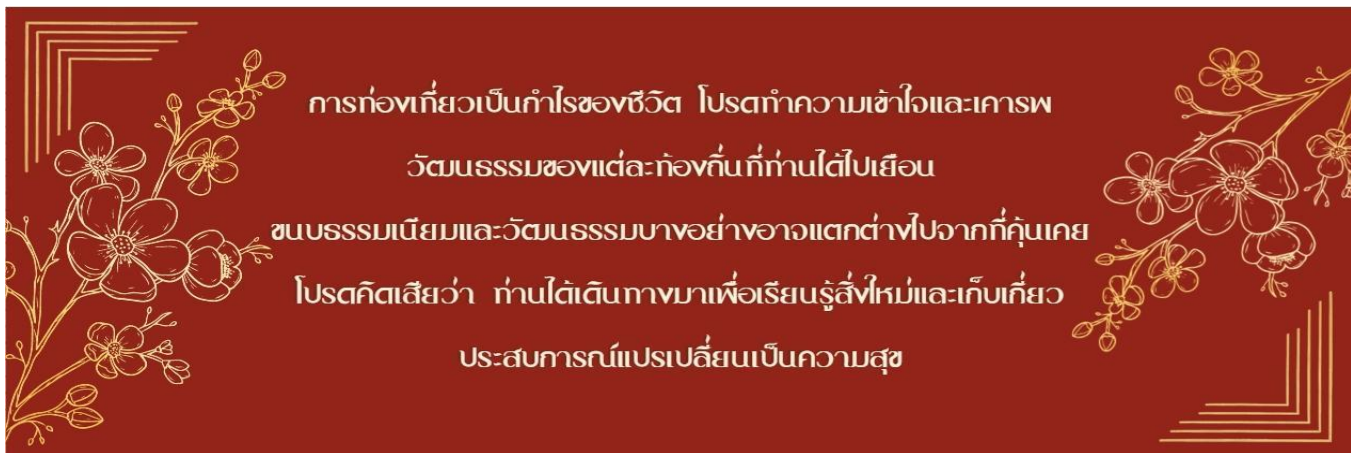 การท่องเที่ยวเป็นกำไรของชีวิต โปรดทำความเข้าใจและเคารพ
วัฒนธรรมของแต่ละท้องถิ่นที่ท่านได้ไปเยือน
ขนบธรรมเนียมและวัฒนธรรมบางอย่างอาจแตกต่างไปจากที่คุ้นเคย
โปรดคิดเสียว่า ท่านได้เดินทางมาเพื่อเรียนรู้สิ่งใหม่และเก็บเกี่ยว
ประสบการณ์แปรเปลี่ยนเป็นความสุข